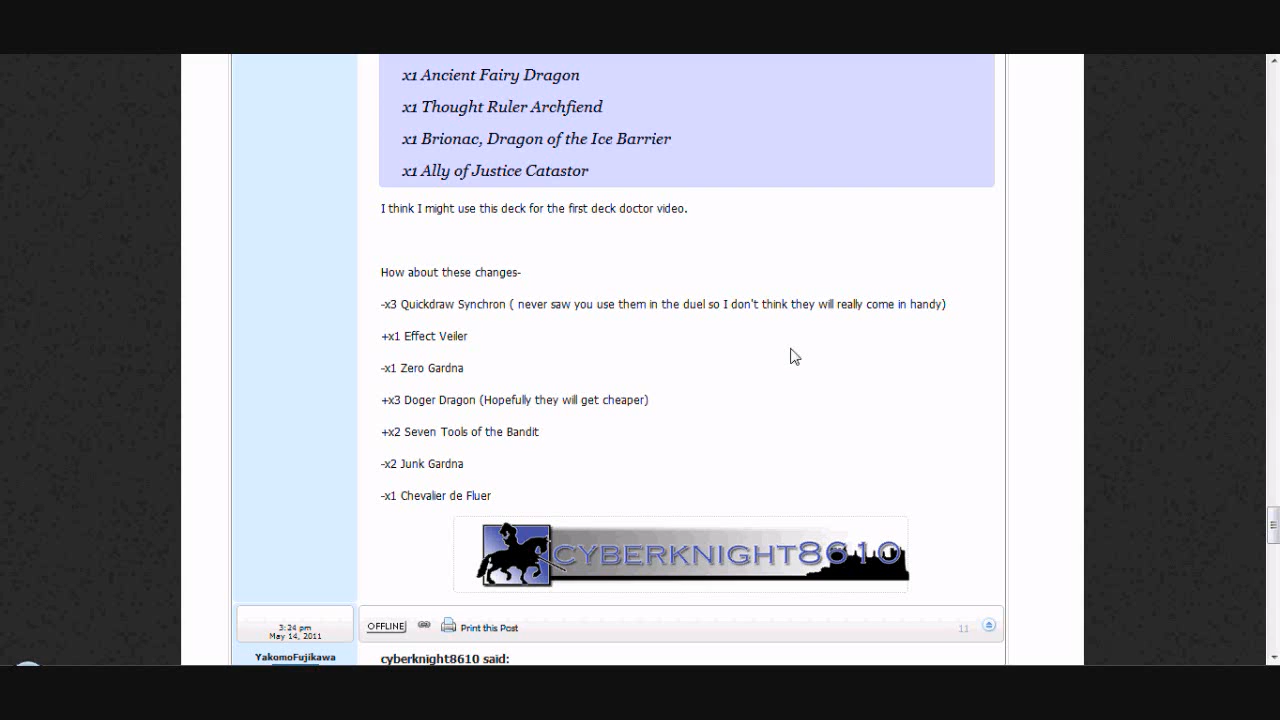 x1 Ancient Fairy Dragon
x1 Thought Ruler Archfiend
x1 Brionac, Dragon of the Ice Barrier
x1 Ally of Justice Catastor
I think I might use this deck for the first deck doctor video.
How about these changes-
-x3 Quickdraw Synchron ( never saw you use them in the duel so I don't think they will really come in handy)
+x1 Effect Veiler
-x1 Zero Gardna
+x3 Doger Dragon (Hopefully they will get cheaper)
+x2 Seven Tools of the Bandit
-x2 Junk Gardna
-x1 Chevalier de Fluer
CYBERKNIGHT8610
3:24 pm
May 14, 2011
OFFLINE
Print this Post
11
YakomoFujikawa
cyberknight8610 said: